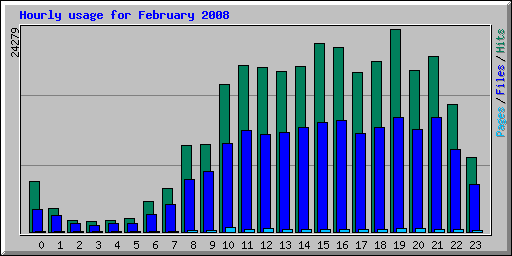 Hourly usage for February 2008
24279
Pages/Files/Hits
0 1 2 3 4 5 6 7 8 9 10 11 12 13 14 15 16 17 18 19 20 21 22 23